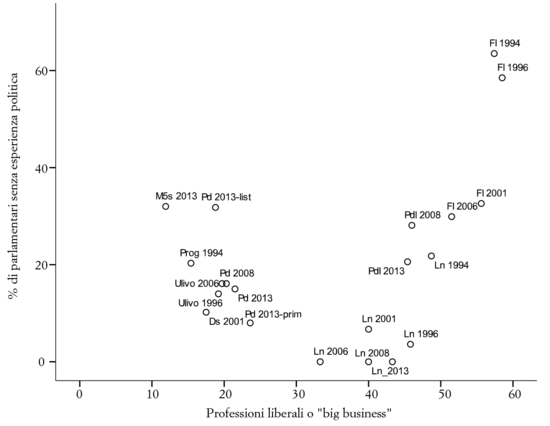 % di parlamentari senza esperienza politica
60
40
20
0
Fl 1994
Fl 1996
M5s 2013
Pd 2013-list
Fl 2001
Fl 2006
Pdl 2008
Prog 1994
Pdl 2013
Ln 1994
Pd 2008
Ulivo 2006
Pd 2013
Ulivo 1996
Ds 2001
Pd 2013-prim
Ln 2001
Ln 1996
Ln 2006
Ln 2008
Ln_2013
0
10
20
30
40
50
60
Professioni liberali o "big business"